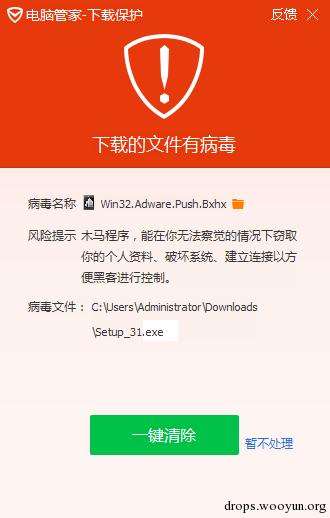 电脑管家-下载保护 反馈
下载的文件有病毒
病毒名称 Win32.Adware.Push.Bxhx
风险提示 木马程序，能在你无法察觉的情况下窃取
你的个人资料、破坏系统、建立连接以方
便黑客进行控制。
病毒文件： C:\Users\Administrator\Downloads
\Setup_31.exe
一键清除
暂不处理
drops.wooyun.org